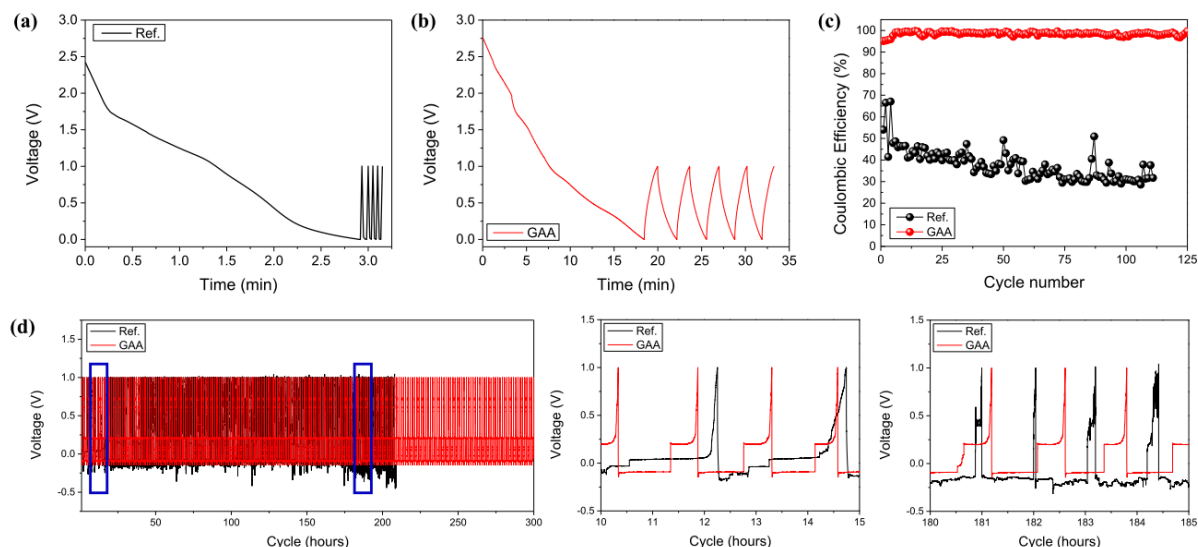 (a)
Ref.
Voltage (V)
3.0
2.5
2.0
1.5
1.0
0.5
0.0
0.0 0.5 1.0 1.5 2.0 2.5 3.0
Time (min)
(b)
GAA
Voltage (V)
3.0
2.5
2.0
1.5
1.0
0.5
0.0
0 5 10 15 20 25 30 35
Time (min)
(c)
Ref.
GAA
Coulombic Efficiency (%)
100
90
80
70
60
50
40
30
20
10
0
0 25 50 75 100 125
Cycle number
(d)
Ref.
GAA
Voltage (V)
1.5
1.0
0.5
0.0
-0.5
50 100 150 200 250 300
Cycle (hours)
Ref.
GAA
Voltage (V)
1.5
1.0
0.5
0.0
-0.5
10 11 12 13 14 15
Cycle (hours)
Ref.
GAA
Voltage (V)
1.5
1.0
0.5
0.0
-0.5
180 181 182 183 184 185
Cycle (hours)